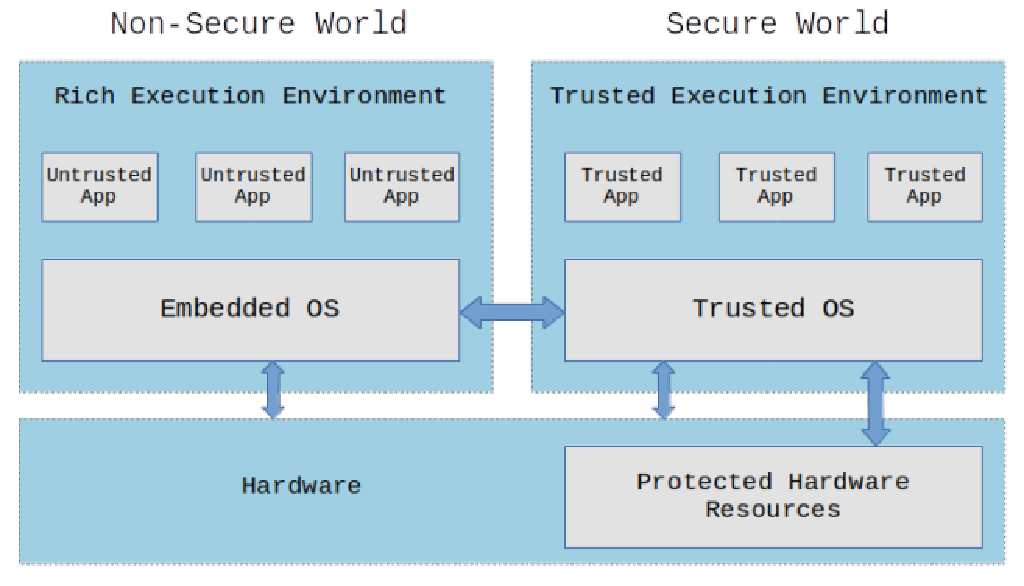 Non-Secure World
Secure World
Rich Execution Environment
Trusted Execution Environment
Untrusted
App
Untrusted
App
Untrusted
App
Trusted
App
Trusted
App
Trusted
App
Embedded OS
Trusted OS
Hardware
Protected Hardware
Resources